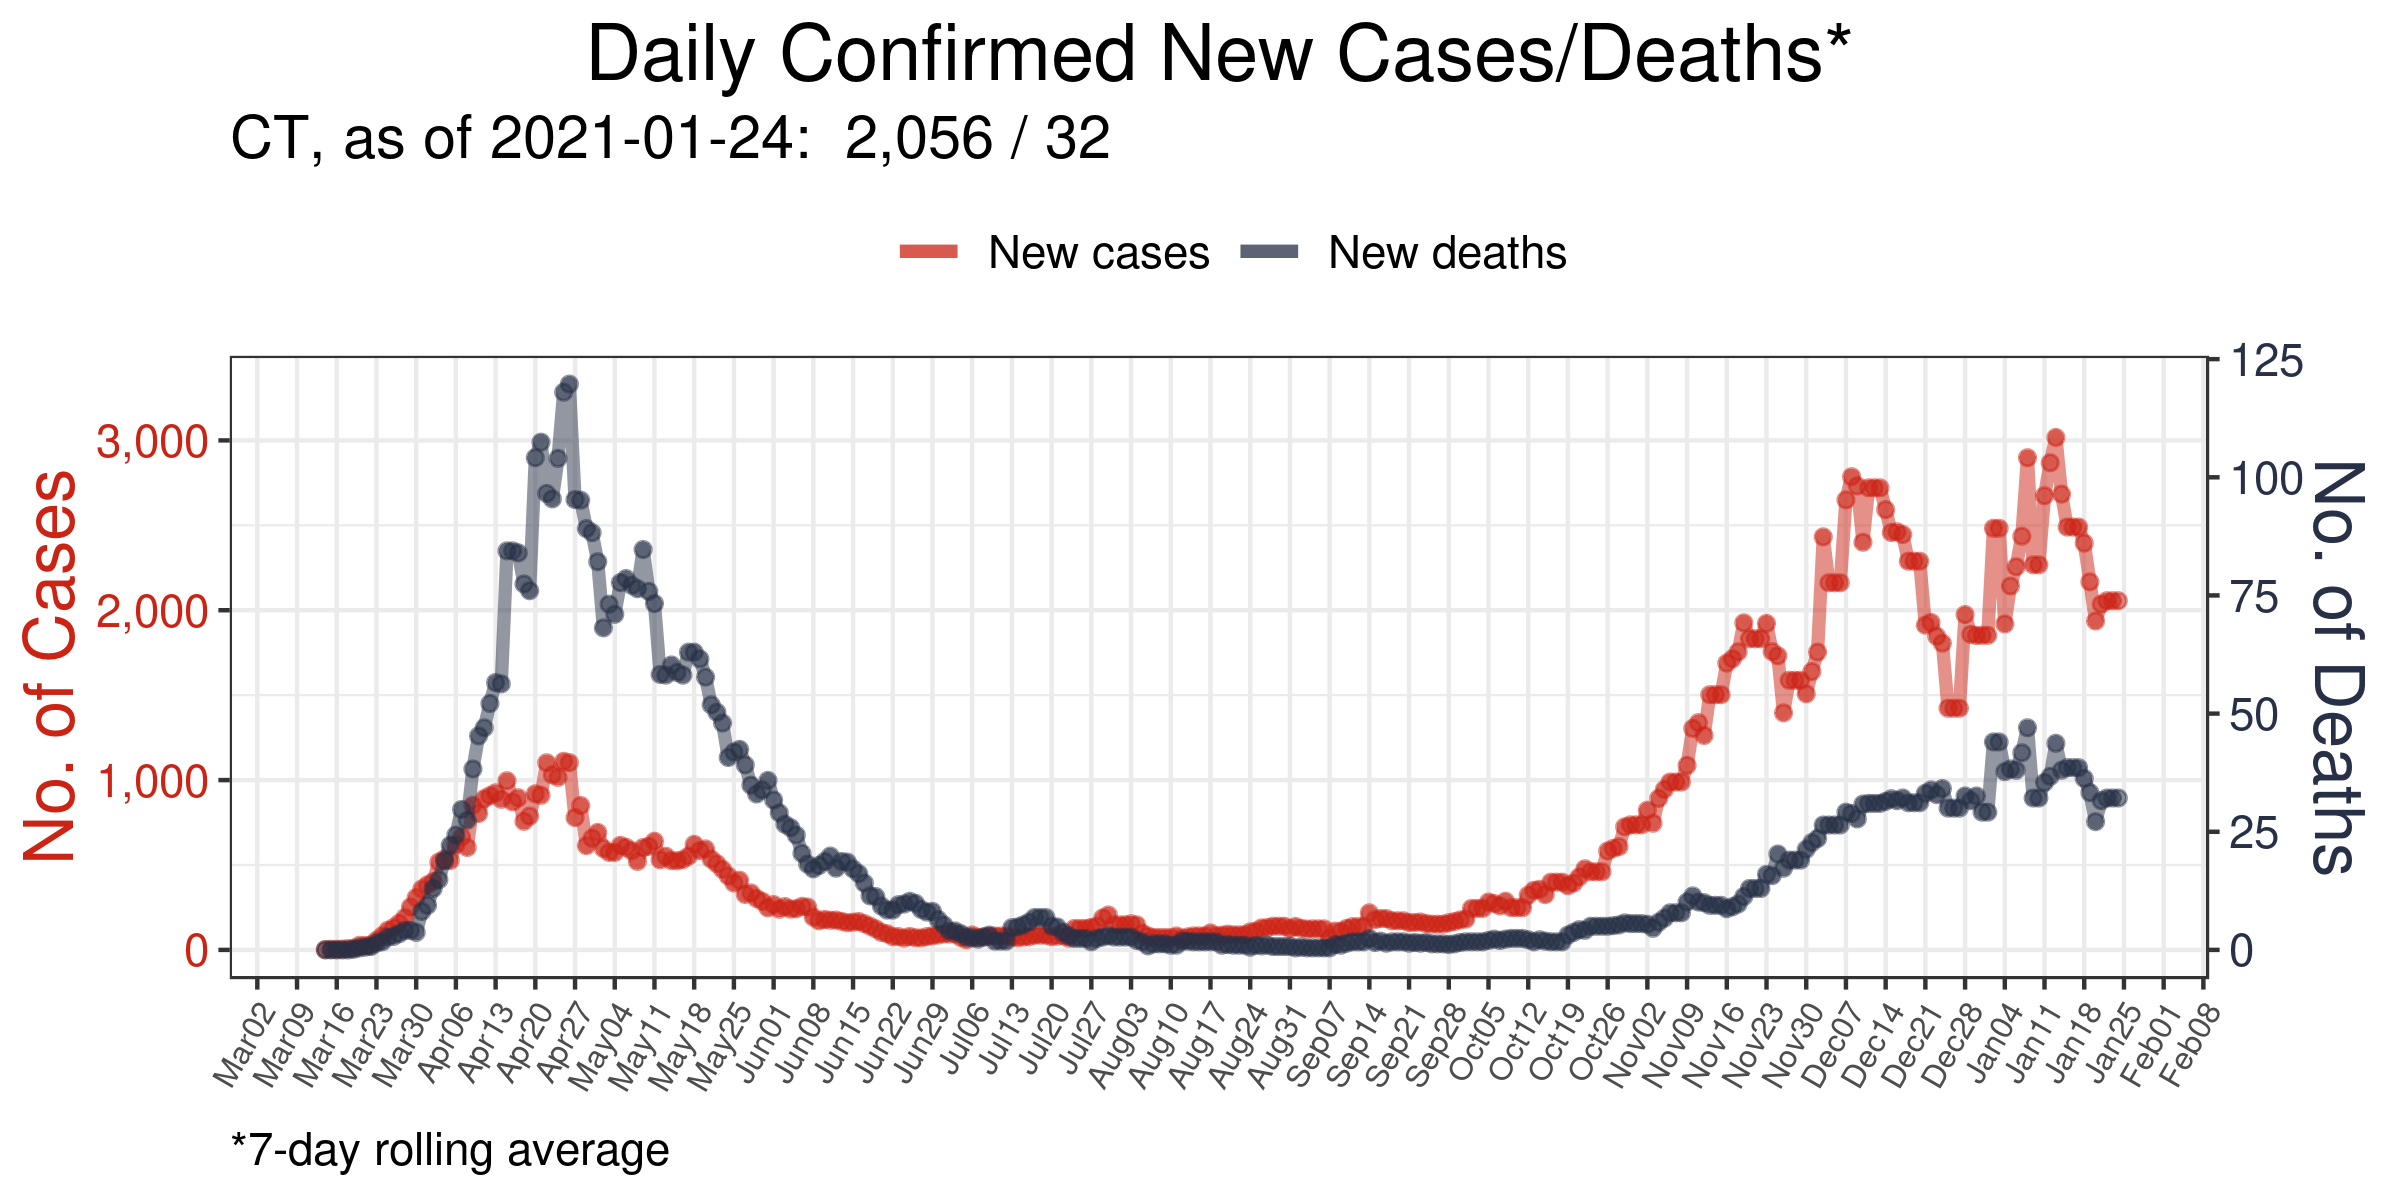 Daily Confirmed New Cases/Deaths*
CT, as of 2021-01-24: 2,056 / 32
New cases New deaths
No. of Cases
3,000
2,000
1,000
0
125
100
75
50
25
0
No. of Deaths
Mar02 Mar09 Mar16 Mar23 Mar30 Apr06 Apr13 Apr20 Apr27 May04 May11 May18 May25 Jun01 Jun08 Jun15 Jun22 Jun29 Jul06 Jul13 Jul20 Jul27 Aug03 Aug10 Aug17 Aug24 Aug31 Sep07 Sep14 Sep21 Sep28 Oct05 Oct12 Oct19 Oct26 Nov02 Nov09 Nov16 Nov23 Nov30 Dec07 Dec14 Dec21 Dec28 Jan04 Jan11 Jan18 Jan25 Feb01 Feb08
*7-day rolling average